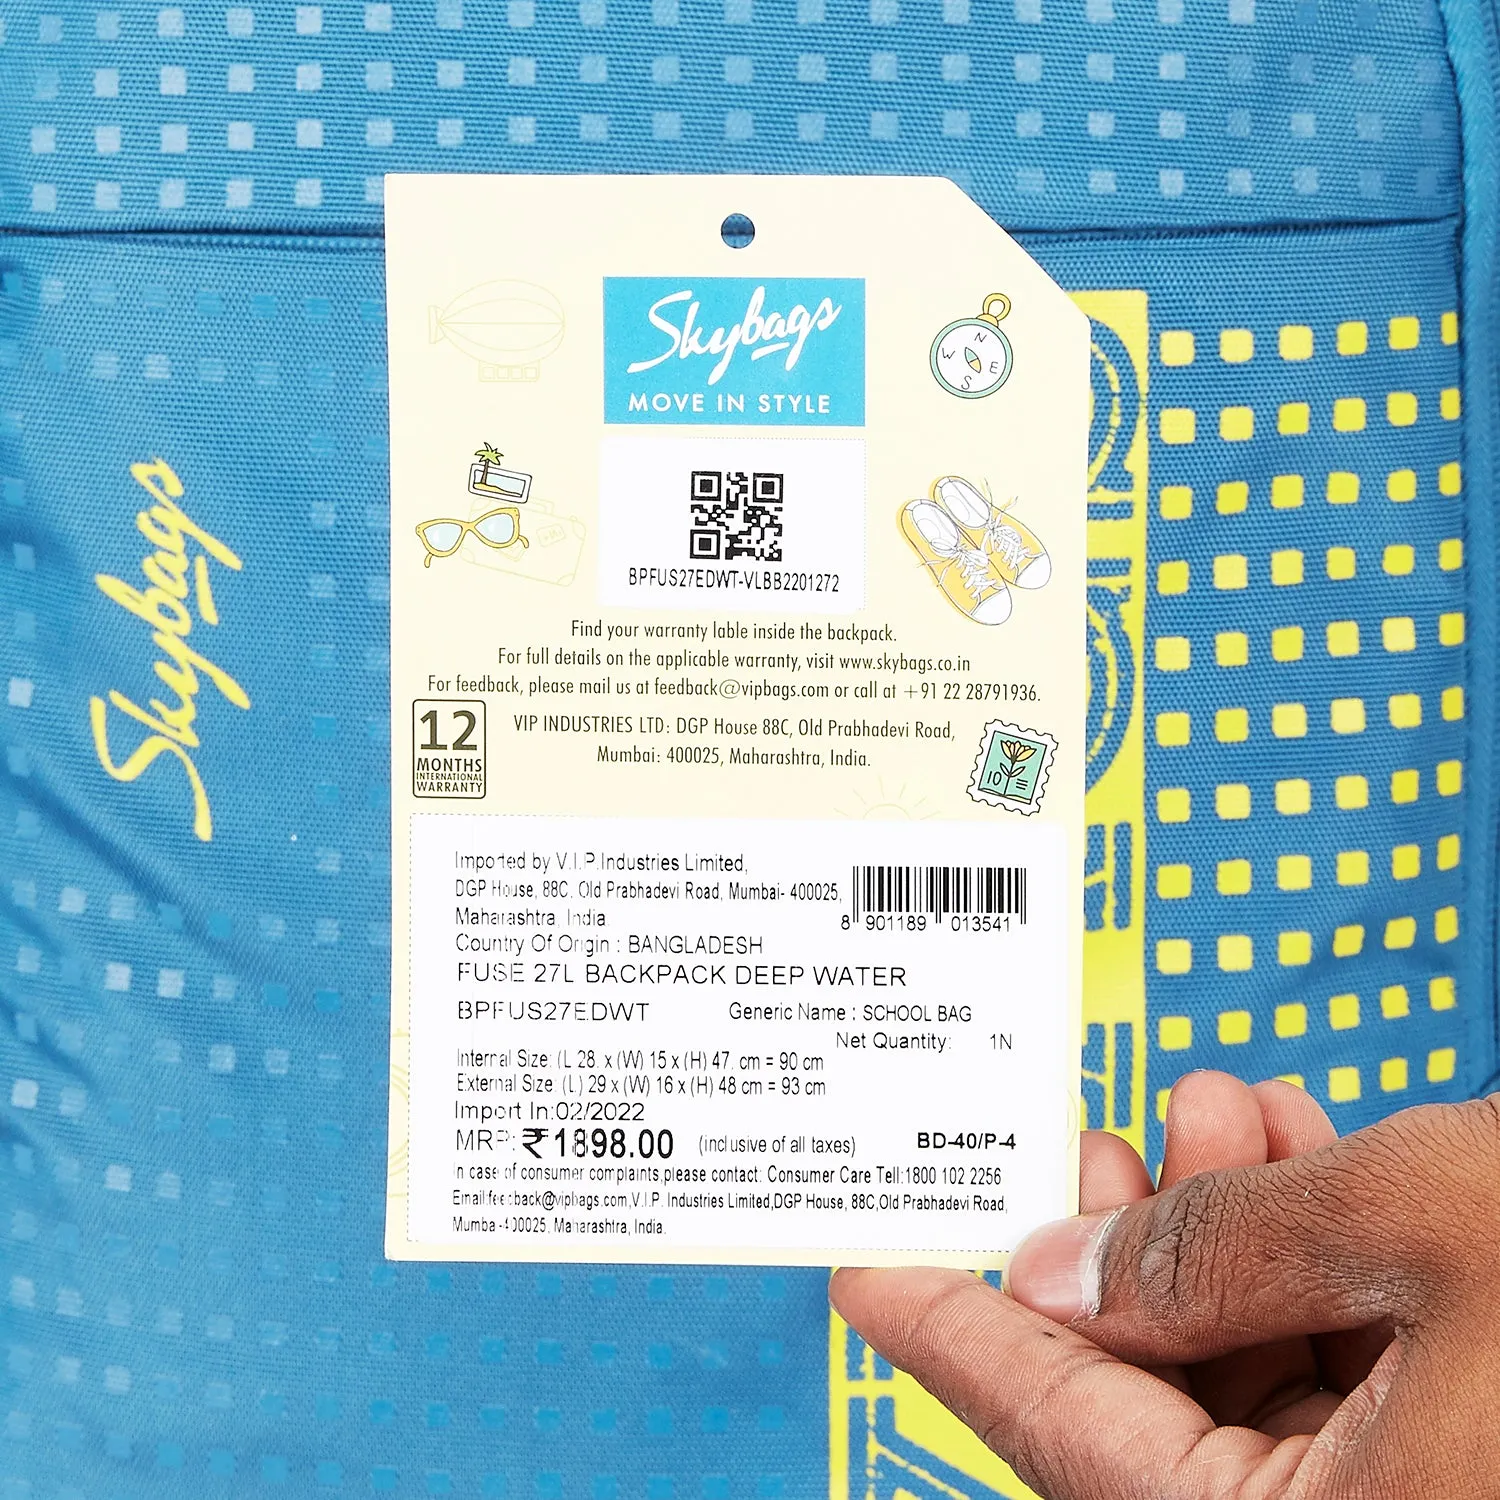 Skybags
Skybags
MOVE IN STYLE
N
W E
S
BPFUS27EDWT-VLBB2201272
Find your warranty lable inside the backpack.
For full details on the applicable warranty, visit www.skybags.co.in
For feedback, please mail us at feedback@vipbags.com or call at +91 22 28791936.
12
MONTHS
INTERNATIONAL
WARRANTY
VIP INDUSTRIES LTD: DGP House 88C, Old Prabhadevi Road,
Mumbai: 400025, Maharashtra, India.
10
Imported by V.I.P.Industries Limited,
DGP House, 88C, Old Prabhadevi Road, Mumbai- 400025,
Maharashtra, India.
8 901189 013541
Country Of Origin : BANGLADESH
FUSE 27L BACKPACK DEEP WATER
BPFUS27EDWT Generic Name : SCHOOL BAG
Net Quantity: 1N
Internal Size: (L 28. x (W) 15 x (H) 47. cm = 90 cm
External Size: (L) 29 x (W) 16 x (H) 48 cm = 93 cm
Import In:02/2022
MRP: ₹1898.00 (inclusive of all taxes) BD-40/P-4
In case of consumer complaints,please contact: Consumer Care Tell:1800 102 2256
Email:feedback@vipbags.com,V.I.P. Industries Limited,DGP House, 88C,Old Prabhadevi Road,
Mumbai-400025, Maharashtra, India.